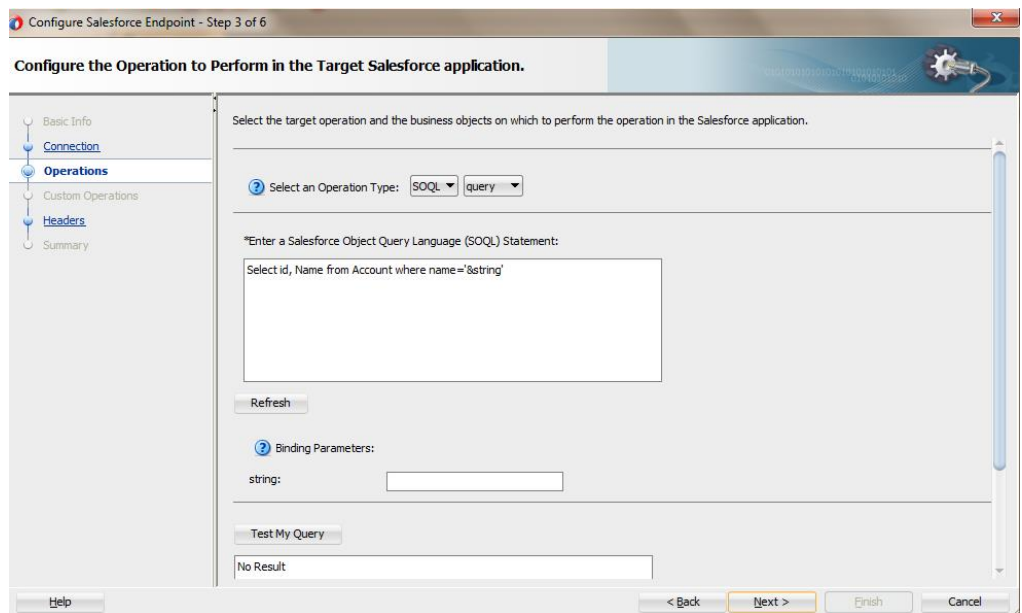 Configure Salesforce Endpoint - Step 3 of 6
Configure the Operation to Perform in the Target Salesforce application.
Basic Info
Connection
Operations
Custom Operations
Headers
Summary
Select the target operation and the business objects on which to perform the operation in the Salesforce application.
Select an Operation Type: SOQL query
*Enter a Salesforce Object Query Language (SOQL) Statement:
Select id, Name from Account where name='&string'
Refresh
Binding Parameters:
string:
Test My Query
No Result
Help
< Back
Next >
Finish
Cancel